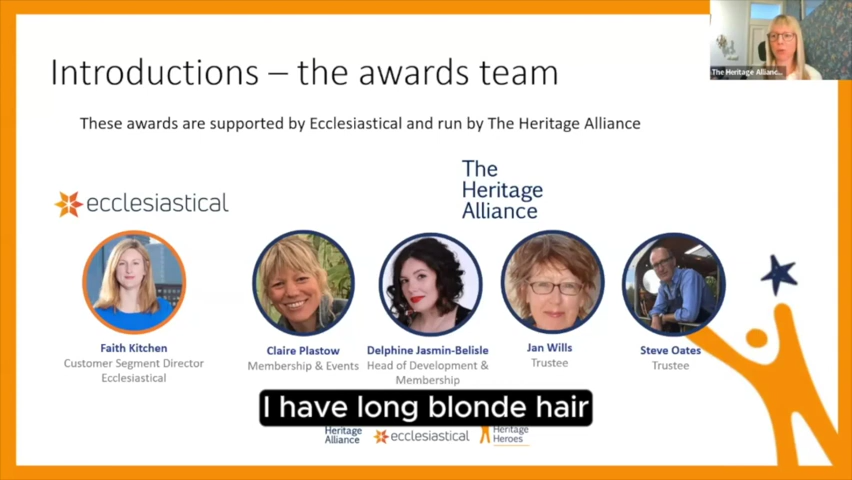 Introductions – the awards team
The Heritage Allianc...
These awards are supported by Ecclesiastical and run by The Heritage Alliance
ecclesiastical
The
Heritage
Alliance
Faith Kitchen
Customer Segment Director
Ecclesiastical
Claire Plastow
Membership & Events
Delphine Jasmin-Belisle
Head of Development &
Membership
Jan Wills
Trustee
Steve Oates
Trustee
I have long blonde hair
Heritage
Alliance
ecclesiastical
Heritage
Heroes